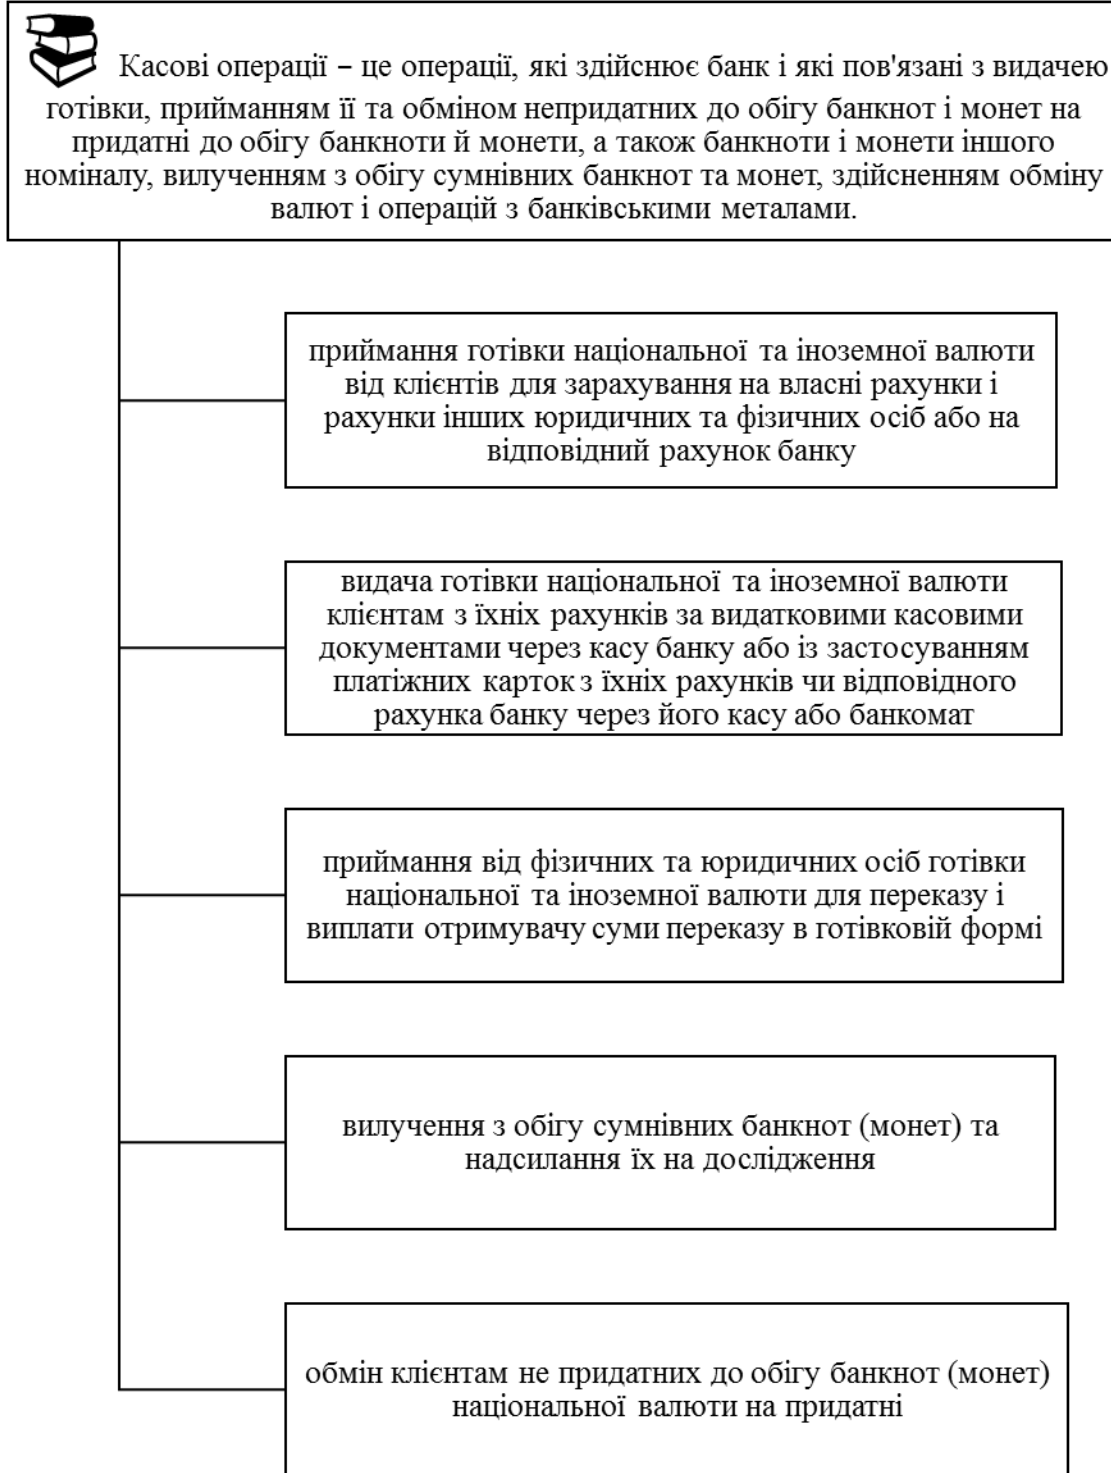 Касові операції – це операції, які здійснює банк і які пов'язані з видачею
готівки, прийманням її та обміном непридатних до обігу банкнот і монет на
придатні до обігу банкноти й монети, а також банкноти і монети іншого
номіналу, вилученням з обігу сумнівних банкнот та монет, здійсненням обміну
валют і операцій з банківськими металами.
приймання готівки національної та іноземної валюти
від клієнтів для зарахування на власні рахунки і
рахунки інших юридичних та фізичних осіб або на
відповідний рахунок банку
видача готівки національної та іноземної валюти
клієнтам з їхніх рахунків за видатковими касовими
документами через касу банку або із застосуванням
платіжних карток з їхніх рахунків чи відповідного
рахунка банку через його касу або банкомат
приймання від фізичних та юридичних осіб готівки
національної та іноземної валюти для переказу і
виплати отримувачу суми переказу в готівковій формі
вилучення з обігу сумнівних банкнот (монет) та
надсилання їх на дослідження
обмін клієнтам не придатних до обігу банкнот (монет)
національної валюти на придатні